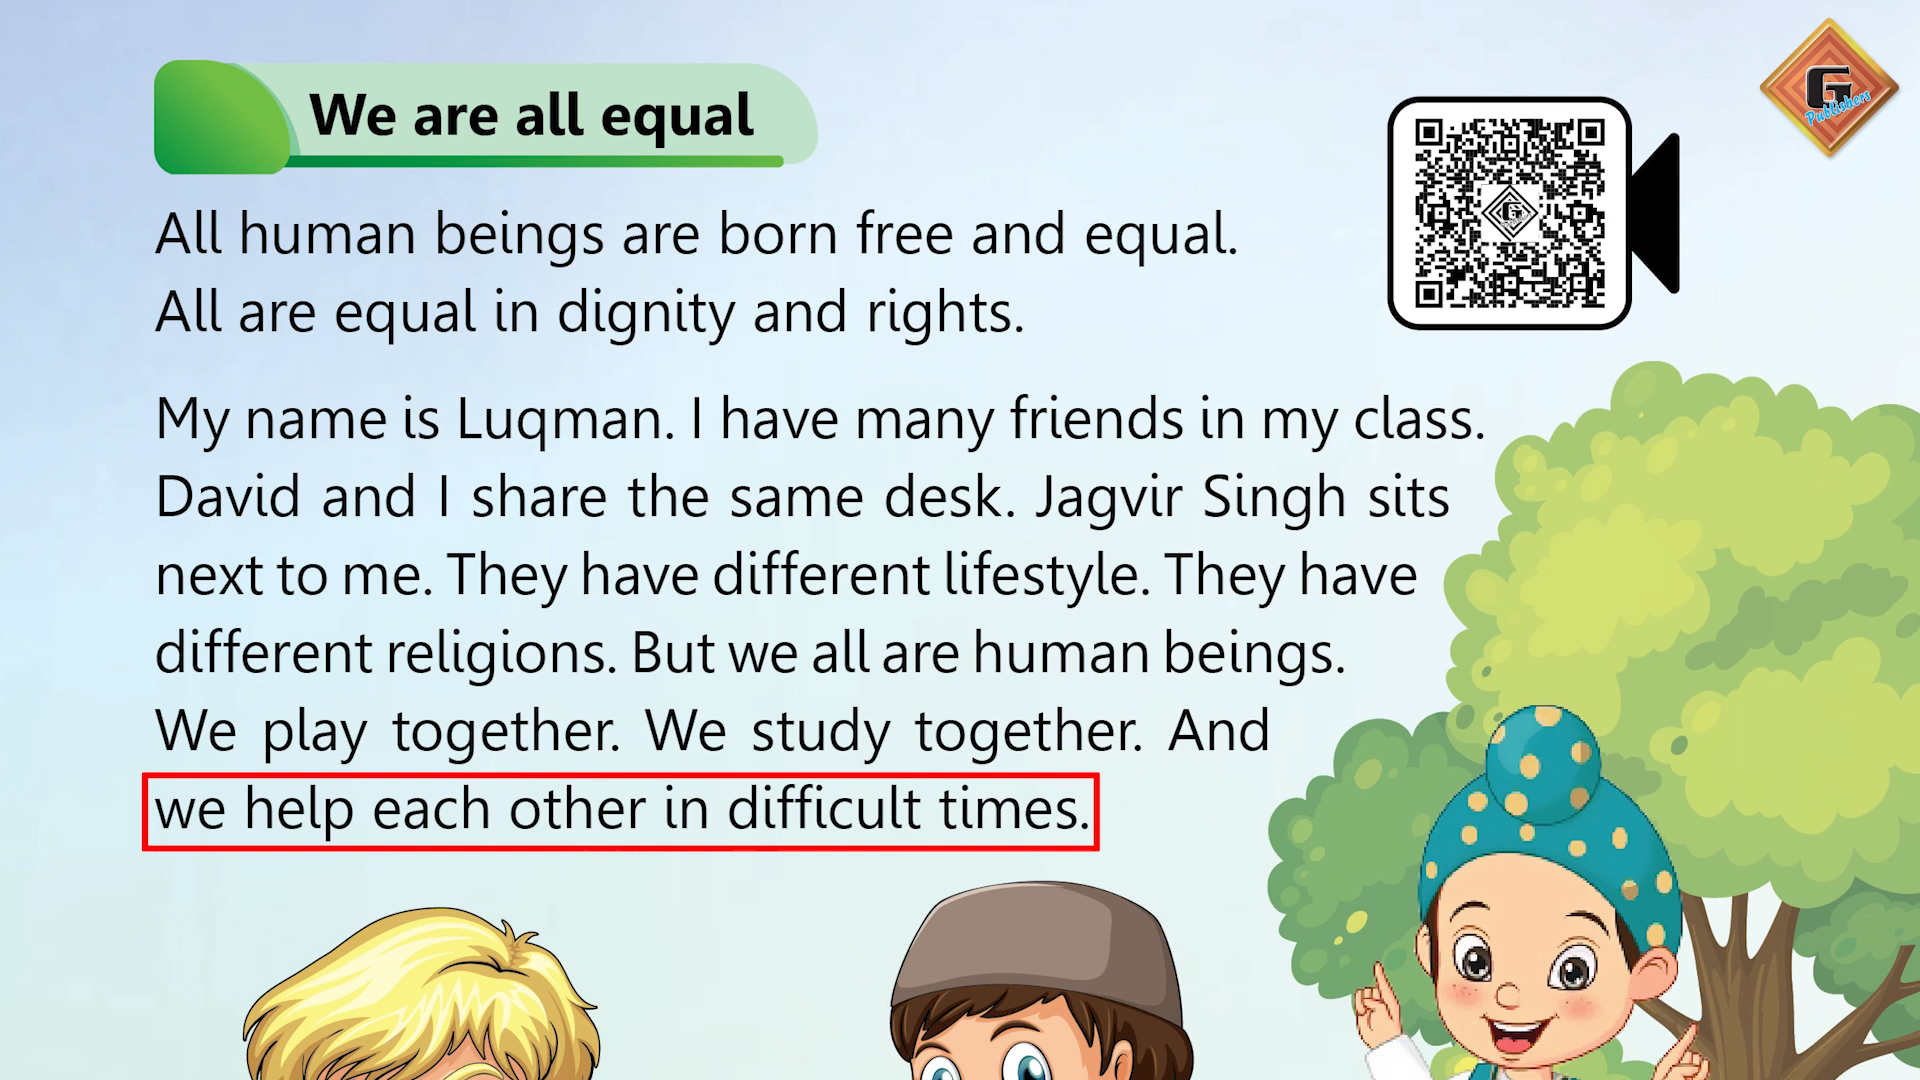 We are all equal
G
Publishers
All human beings are born free and equal.
All are equal in dignity and rights.
My name is Luqman. I have many friends in my class.
David and I share the same desk. Jagvir Singh sits
next to me. They have different lifestyle. They have
different religions. But we all are human beings.
We play together. We study together. And
we help each other in difficult times.